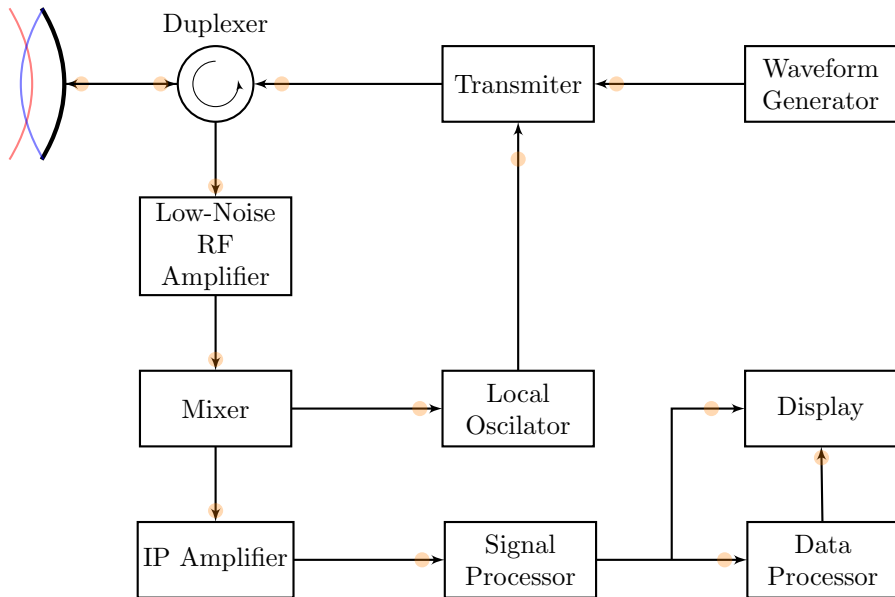 Duplexer
Transmiter
Waveform
Generator
Low-Noise
RF
Amplifier
Mixer
Local
Oscilator
Display
IP Amplifier
Signal
Processor
Data
Processor